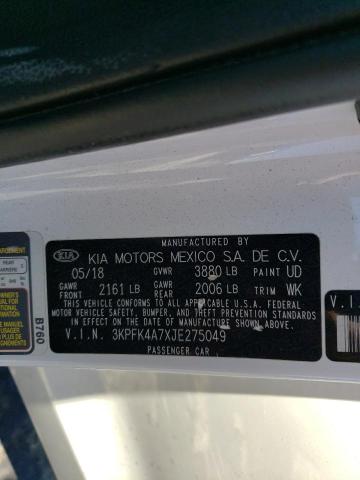 MANUFACTURED BY
KIA KIA MOTORS MEXICO S.A. DE C.V.
05/18 GVWR 3880 LB PAINT UD
GAWR FRONT 2161 LB GAWR REAR 2006 LB TRIM WK
THIS VEHICLE CONFORMS TO ALL APPLICABLE U.S.A. FEDERAL
MOTOR VEHICLE SAFETY, BUMPER, AND THEFT PREVENTION STANDARDS
IN EFFECT ON THE DATE OF MANUFACTURE SHOWN ABOVE.
V.I.N. 3KPFK4A7XJE275049
PASSENGER CAR
B780
V.I.